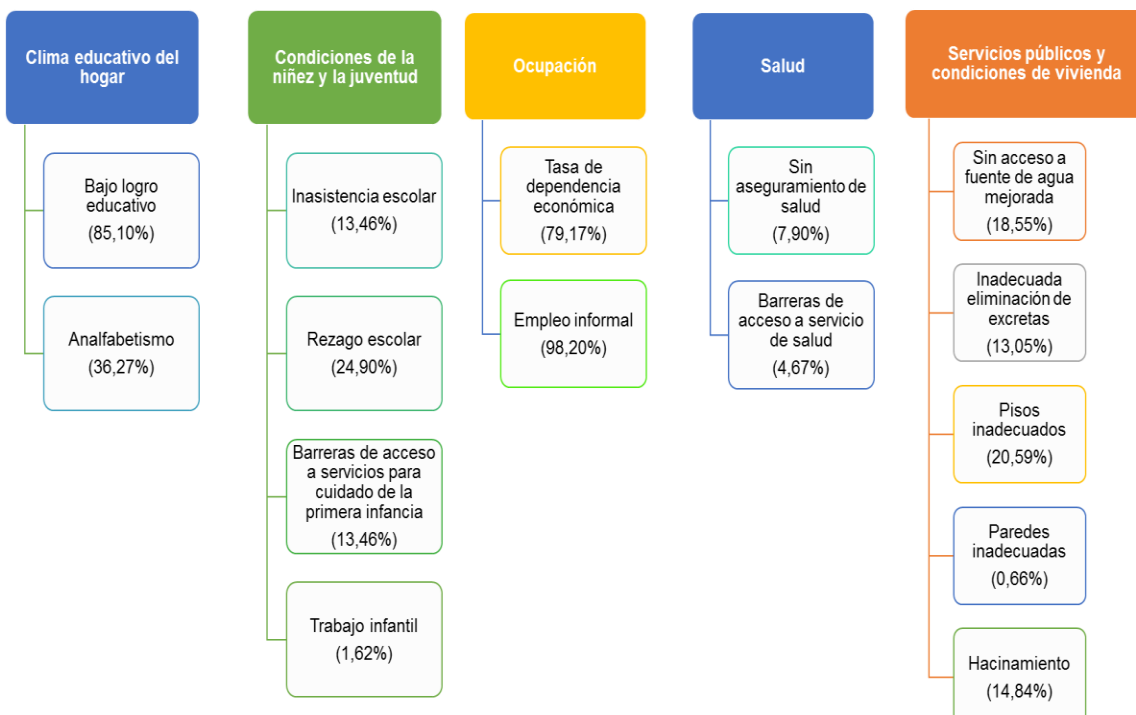 Clima educativo del
hogar
Bajo logro
educativo
(85,10%)
Analfabetismo
(36,27%)
Condiciones de la
niñez y la juventud
Inasistencia escolar
(13,46%)
Rezago escolar
(24,90%)
Barreras de acceso
a servicios para
cuidado de la
primera infancia
(13,46%)
Trabajo infantil
(1,62%)
Ocupación
Tasa de
dependencia
económica
(79,17%)
Empleo informal
(98,20%)
Salud
Sin
aseguramiento de
salud
(7,90%)
Barreras de
acceso a servicio
de salud
(4,67%)
Servicios públicos y
condiciones de vivienda
Sin acceso a
fuente de agua
mejorada
(18,55%)
Inadecuada
eliminación de
excretas
(13,05%)
Pisos
inadecuados
(20,59%)
Paredes
inadecuadas
(0,66%)
Hacinamiento
(14,84%)